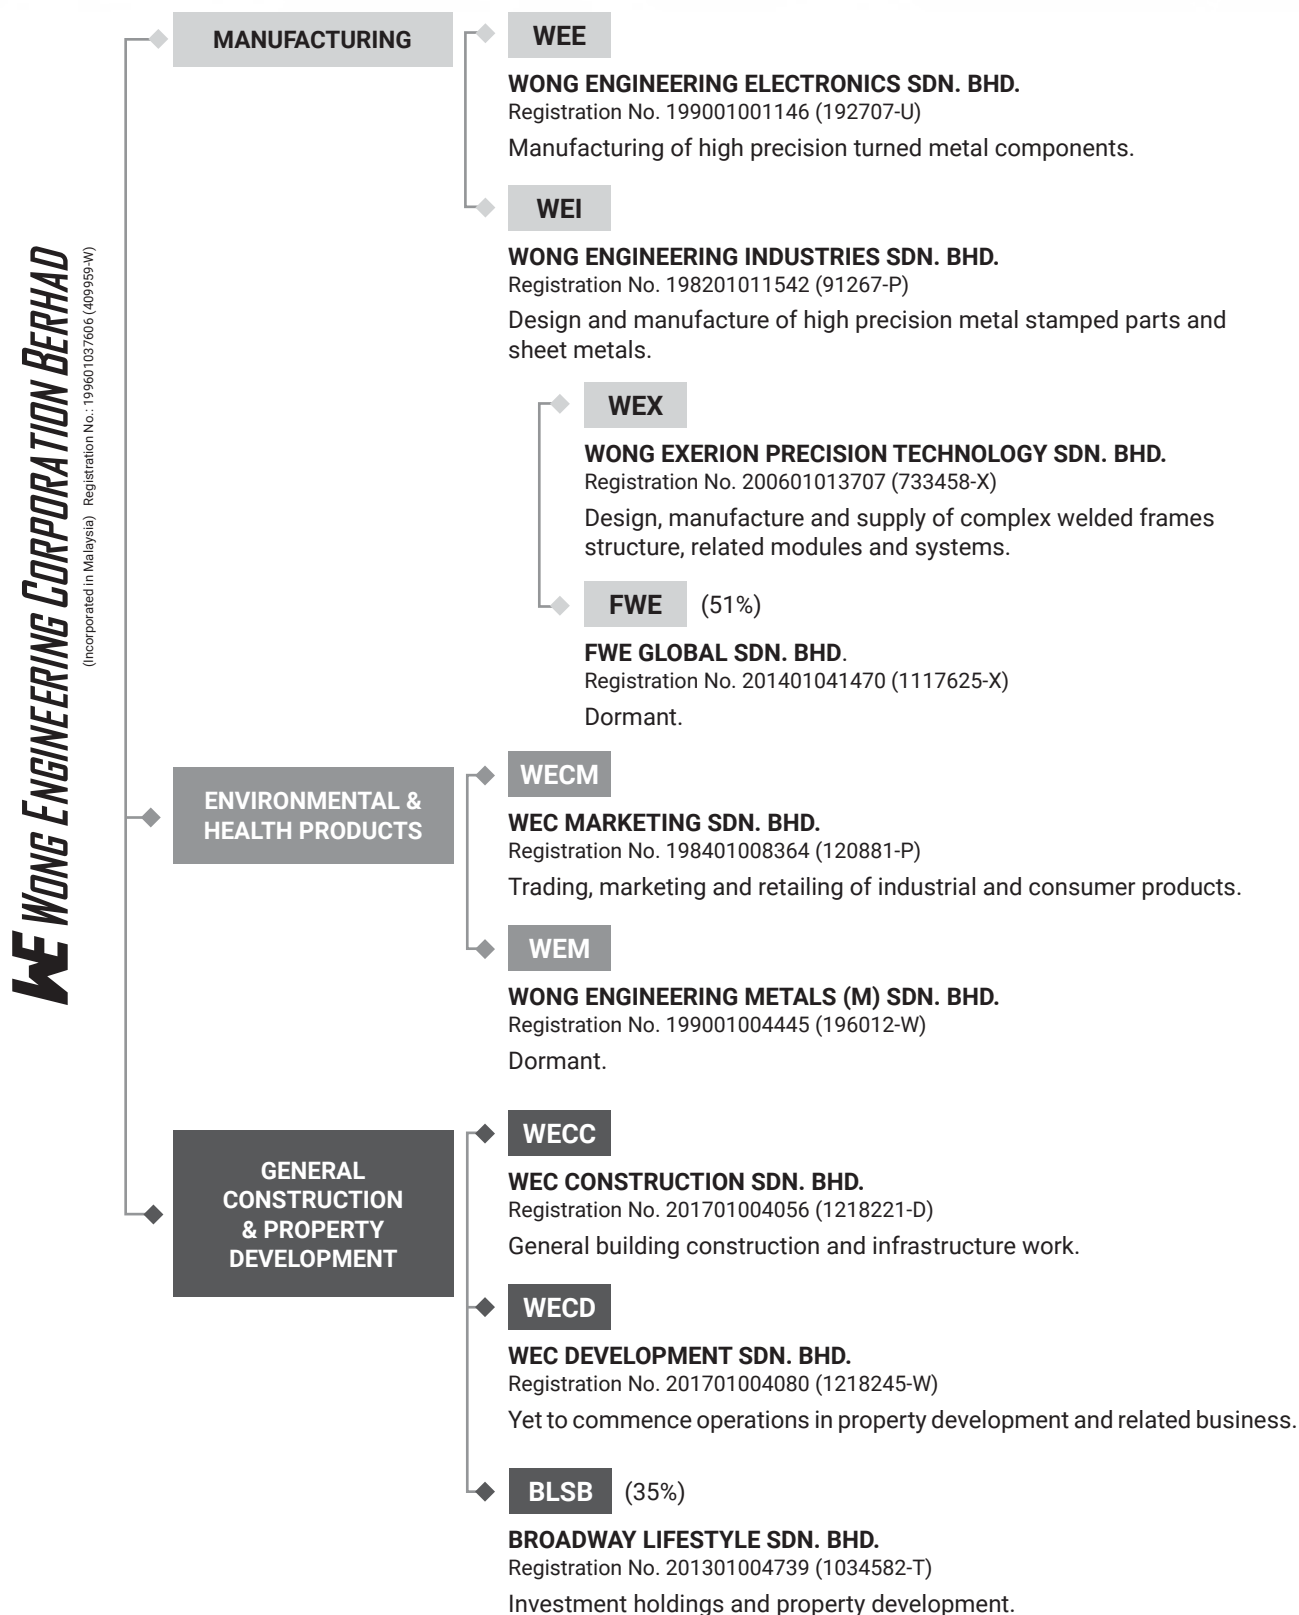 WE WONG ENGINEERING CORPORATION BERHAD
(Incorporated in Malaysia) Registration No.: 199601037606 (409959-W)
MANUFACTURING
WEE
WONG ENGINEERING ELECTRONICS SDN. BHD.
Registration No. 199001001146 (192707-U)
Manufacturing of high precision turned metal components.
WEI
WONG ENGINEERING INDUSTRIES SDN. BHD.
Registration No. 198201011542 (91267-P)
Design and manufacture of high precision metal stamped parts and
sheet metals.
WEX
WONG EXERION PRECISION TECHNOLOGY SDN. BHD.
Registration No. 200601013707 (733458-X)
Design, manufacture and supply of complex welded frames
structure, related modules and systems.
FWE (51%)
FWE GLOBAL SDN. BHD.
Registration No. 201401041470 (1117625-X)
Dormant.
ENVIRONMENTAL &
HEALTH PRODUCTS
WECM
WEC MARKETING SDN. BHD.
Registration No. 198401008364 (120881-P)
Trading, marketing and retailing of industrial and consumer products.
WEM
WONG ENGINEERING METALS (M) SDN. BHD.
Registration No. 199001004445 (196012-W)
Dormant.
GENERAL
CONSTRUCTION
& PROPERTY
DEVELOPMENT
WECC
WEC CONSTRUCTION SDN. BHD.
Registration No. 201701004056 (1218221-D)
General building construction and infrastructure work.
WECD
WEC DEVELOPMENT SDN. BHD.
Registration No. 201701004080 (1218245-W)
Yet to commence operations in property development and related business.
BLSB (35%)
BROADWAY LIFESTYLE SDN. BHD.
Registration No. 201301004739 (1034582-T)
Investment holdings and property development.